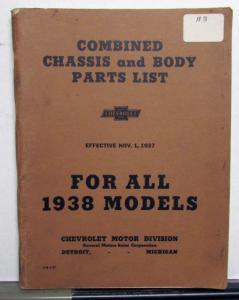 COMBINED
CHASSIS and BODY
PARTS LIST
CHEVROLET
EFFECTIVE NOV. 1, 1937
FOR ALL
1938 MODELS
CHEVROLET MOTOR DIVISION
General Motors Sales Corporation
DETROIT, - - MICHIGAN